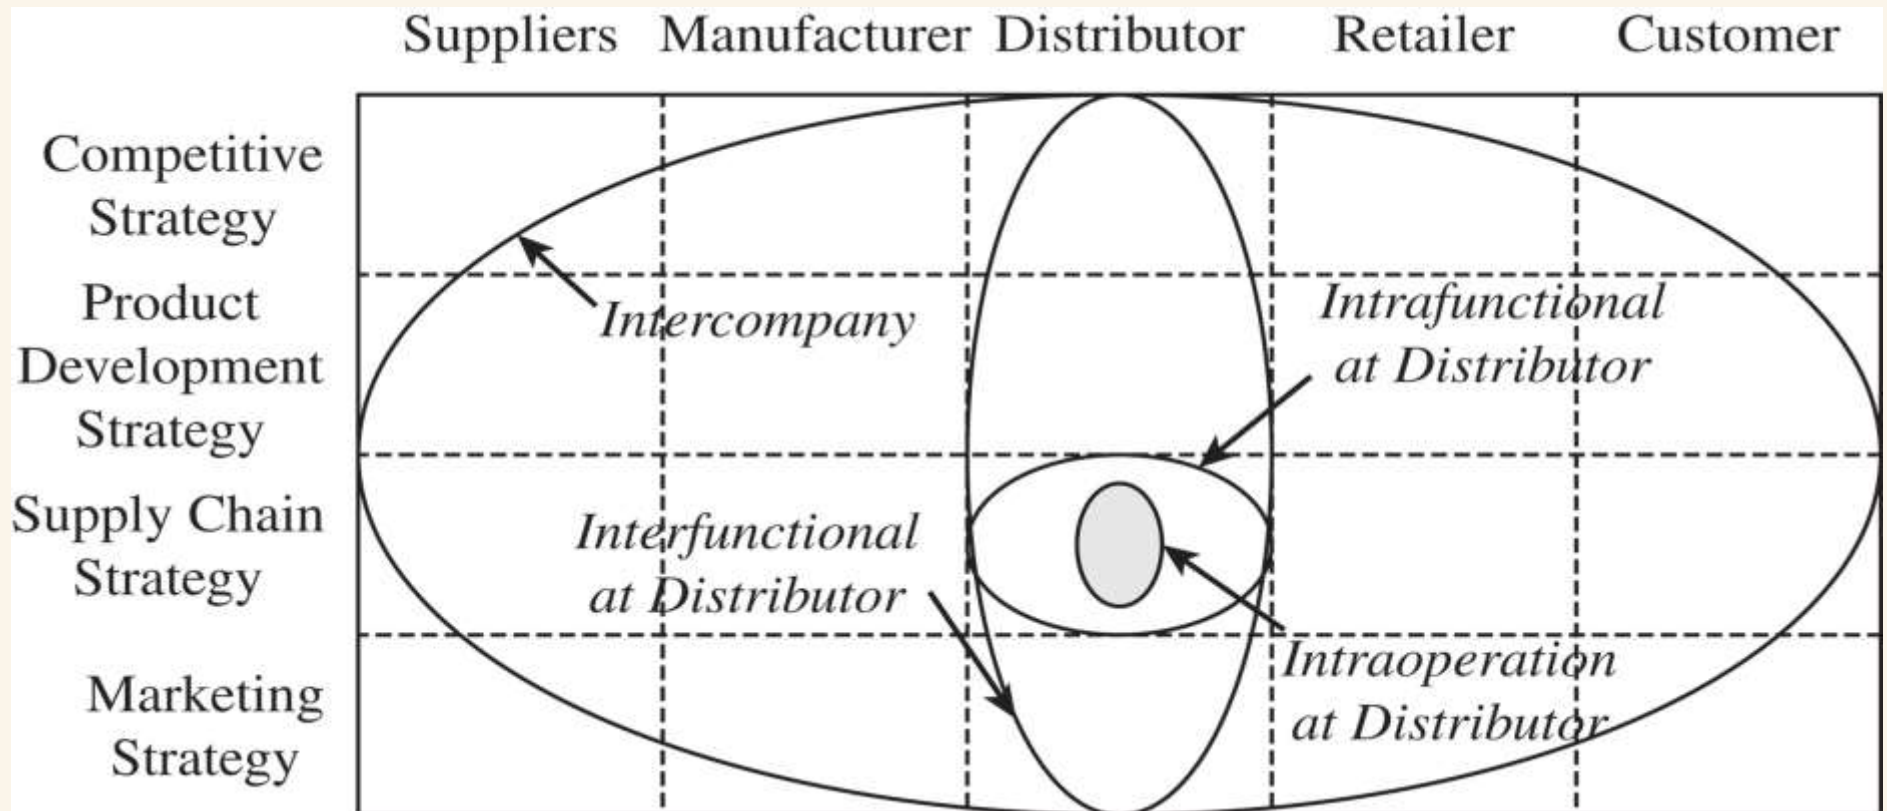 Suppliers Manufacturer Distributor Retailer Customer
Competitive
Strategy
Product
Development
Strategy
Intercompany
Intrafunctional
at Distributor
Supply Chain
Strategy
Interfunctional
at Distributor
Marketing
Strategy
Intraoperation
at Distributor